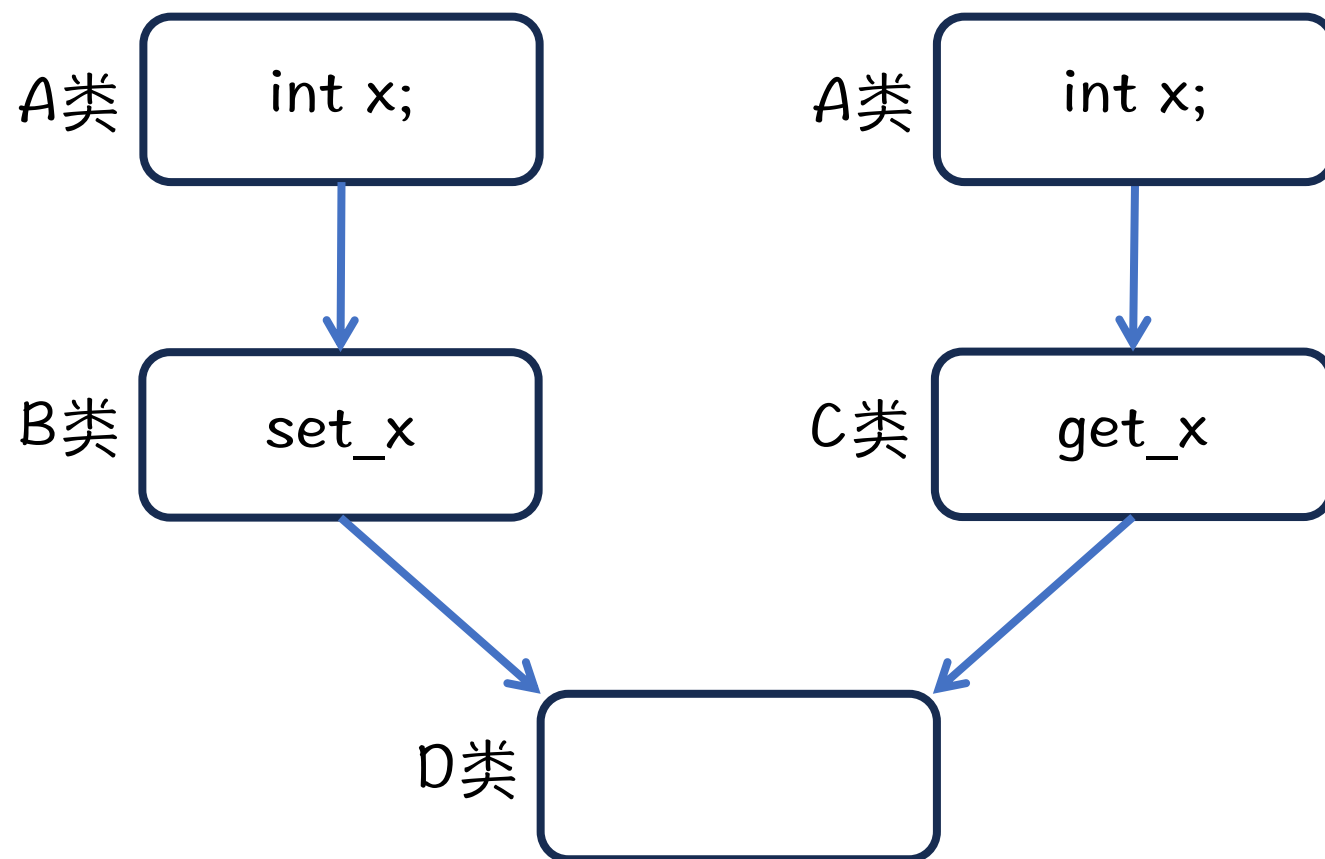 A类
int x;
A类
int x;
B类
set_x
C类
get_x
D类